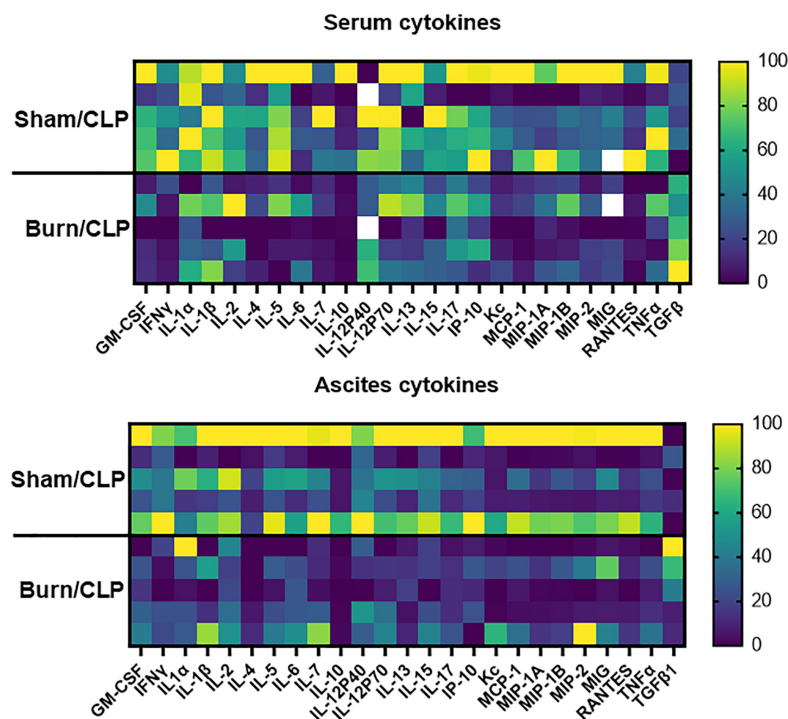 Serum cytokines
Sham/CLP
Burn/CLP
100
80
60
40
20
0
GM-CSF
IFNγ
IL-1α
IL-1β
IL-2
IL-4
IL-5
IL-6
IL-7
IL-10
IL-12P40
IL-12P70
IL-13
IL-15
IL-17
IP-10
Kc
MCP-1
MIP-1A
MIP-1B
MIP-2
MIG
RANTES
TNFα
TGFβ
Ascites cytokines
Sham/CLP
Burn/CLP
100
80
60
40
20
0
GM-CSF
IFNγ
IL1α
IL-1β
IL-2
IL-4
IL-5
IL-6
IL-7
IL-10
IL-12P40
IL-12P70
IL-13
IL-15
IL-17
IP-10
Kc
MCP-1
MIP-1A
MIP-1B
MIP-2
MIG
RANTES
TNFα
TGFβ1